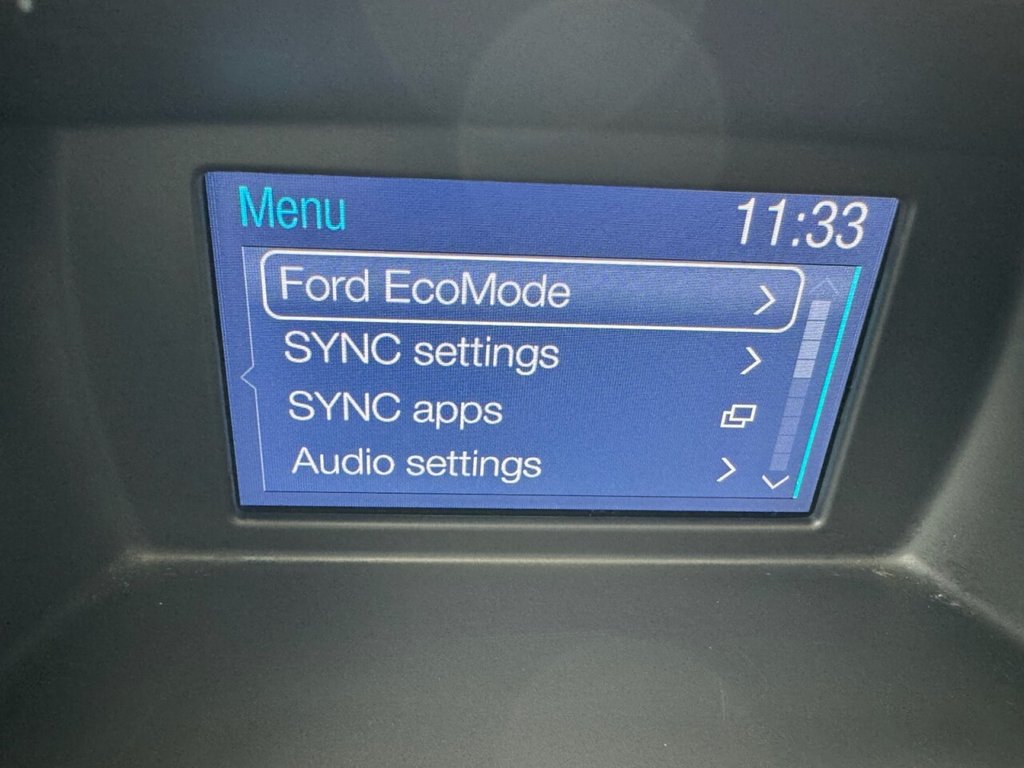 Menu 11:33
Ford EcoMode
SYNC settings
SYNC apps
Audio settings